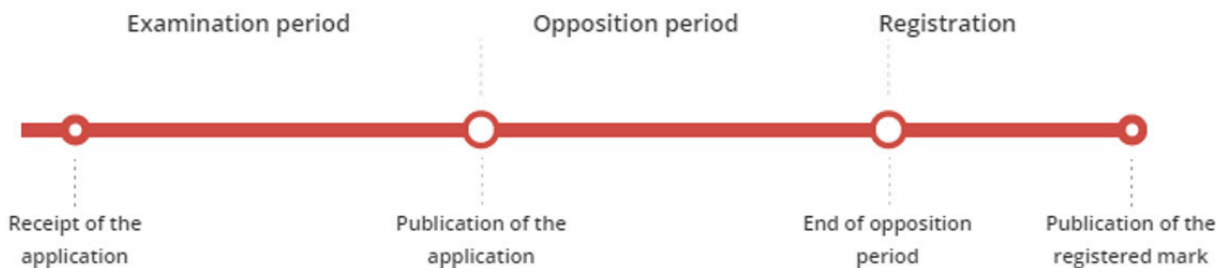 Examination period
Opposition period
Registration
Receipt of the
application
Publication of the
application
End of opposition
period
Publication of the
registered mark